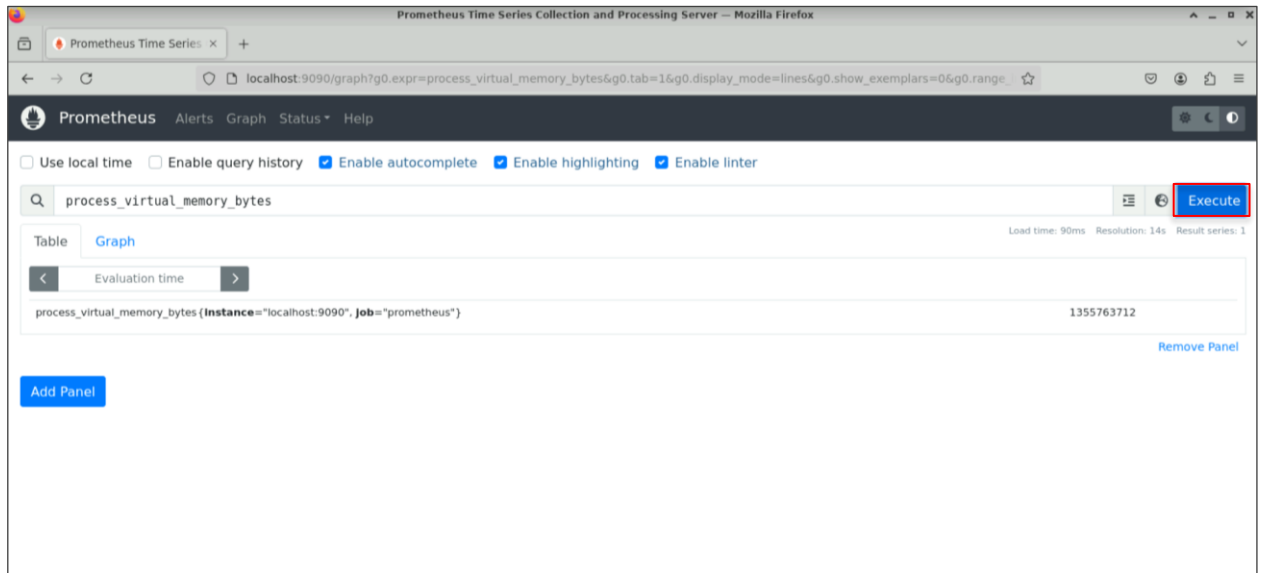 Prometheus Time Series Collection and Processing Server — Mozilla Firefox
Prometheus Time Series
localhost:9090/graph?g0.expr=process_virtual_memory_bytes&g0.tab=1&g0.display_mode=lines&g0.show_exemplars=0&g0.range_
Prometheus Alerts Graph Status Help
Use local time Enable query history Enable autocomplete Enable highlighting Enable linter
process_virtual_memory_bytes Execute
Load time: 90ms Resolution: 14s Result series: 1
Table Graph
Evaluation time
process_virtual_memory_bytes{instance="localhost:9090", job="prometheus"} 1355763712
Remove Panel
Add Panel